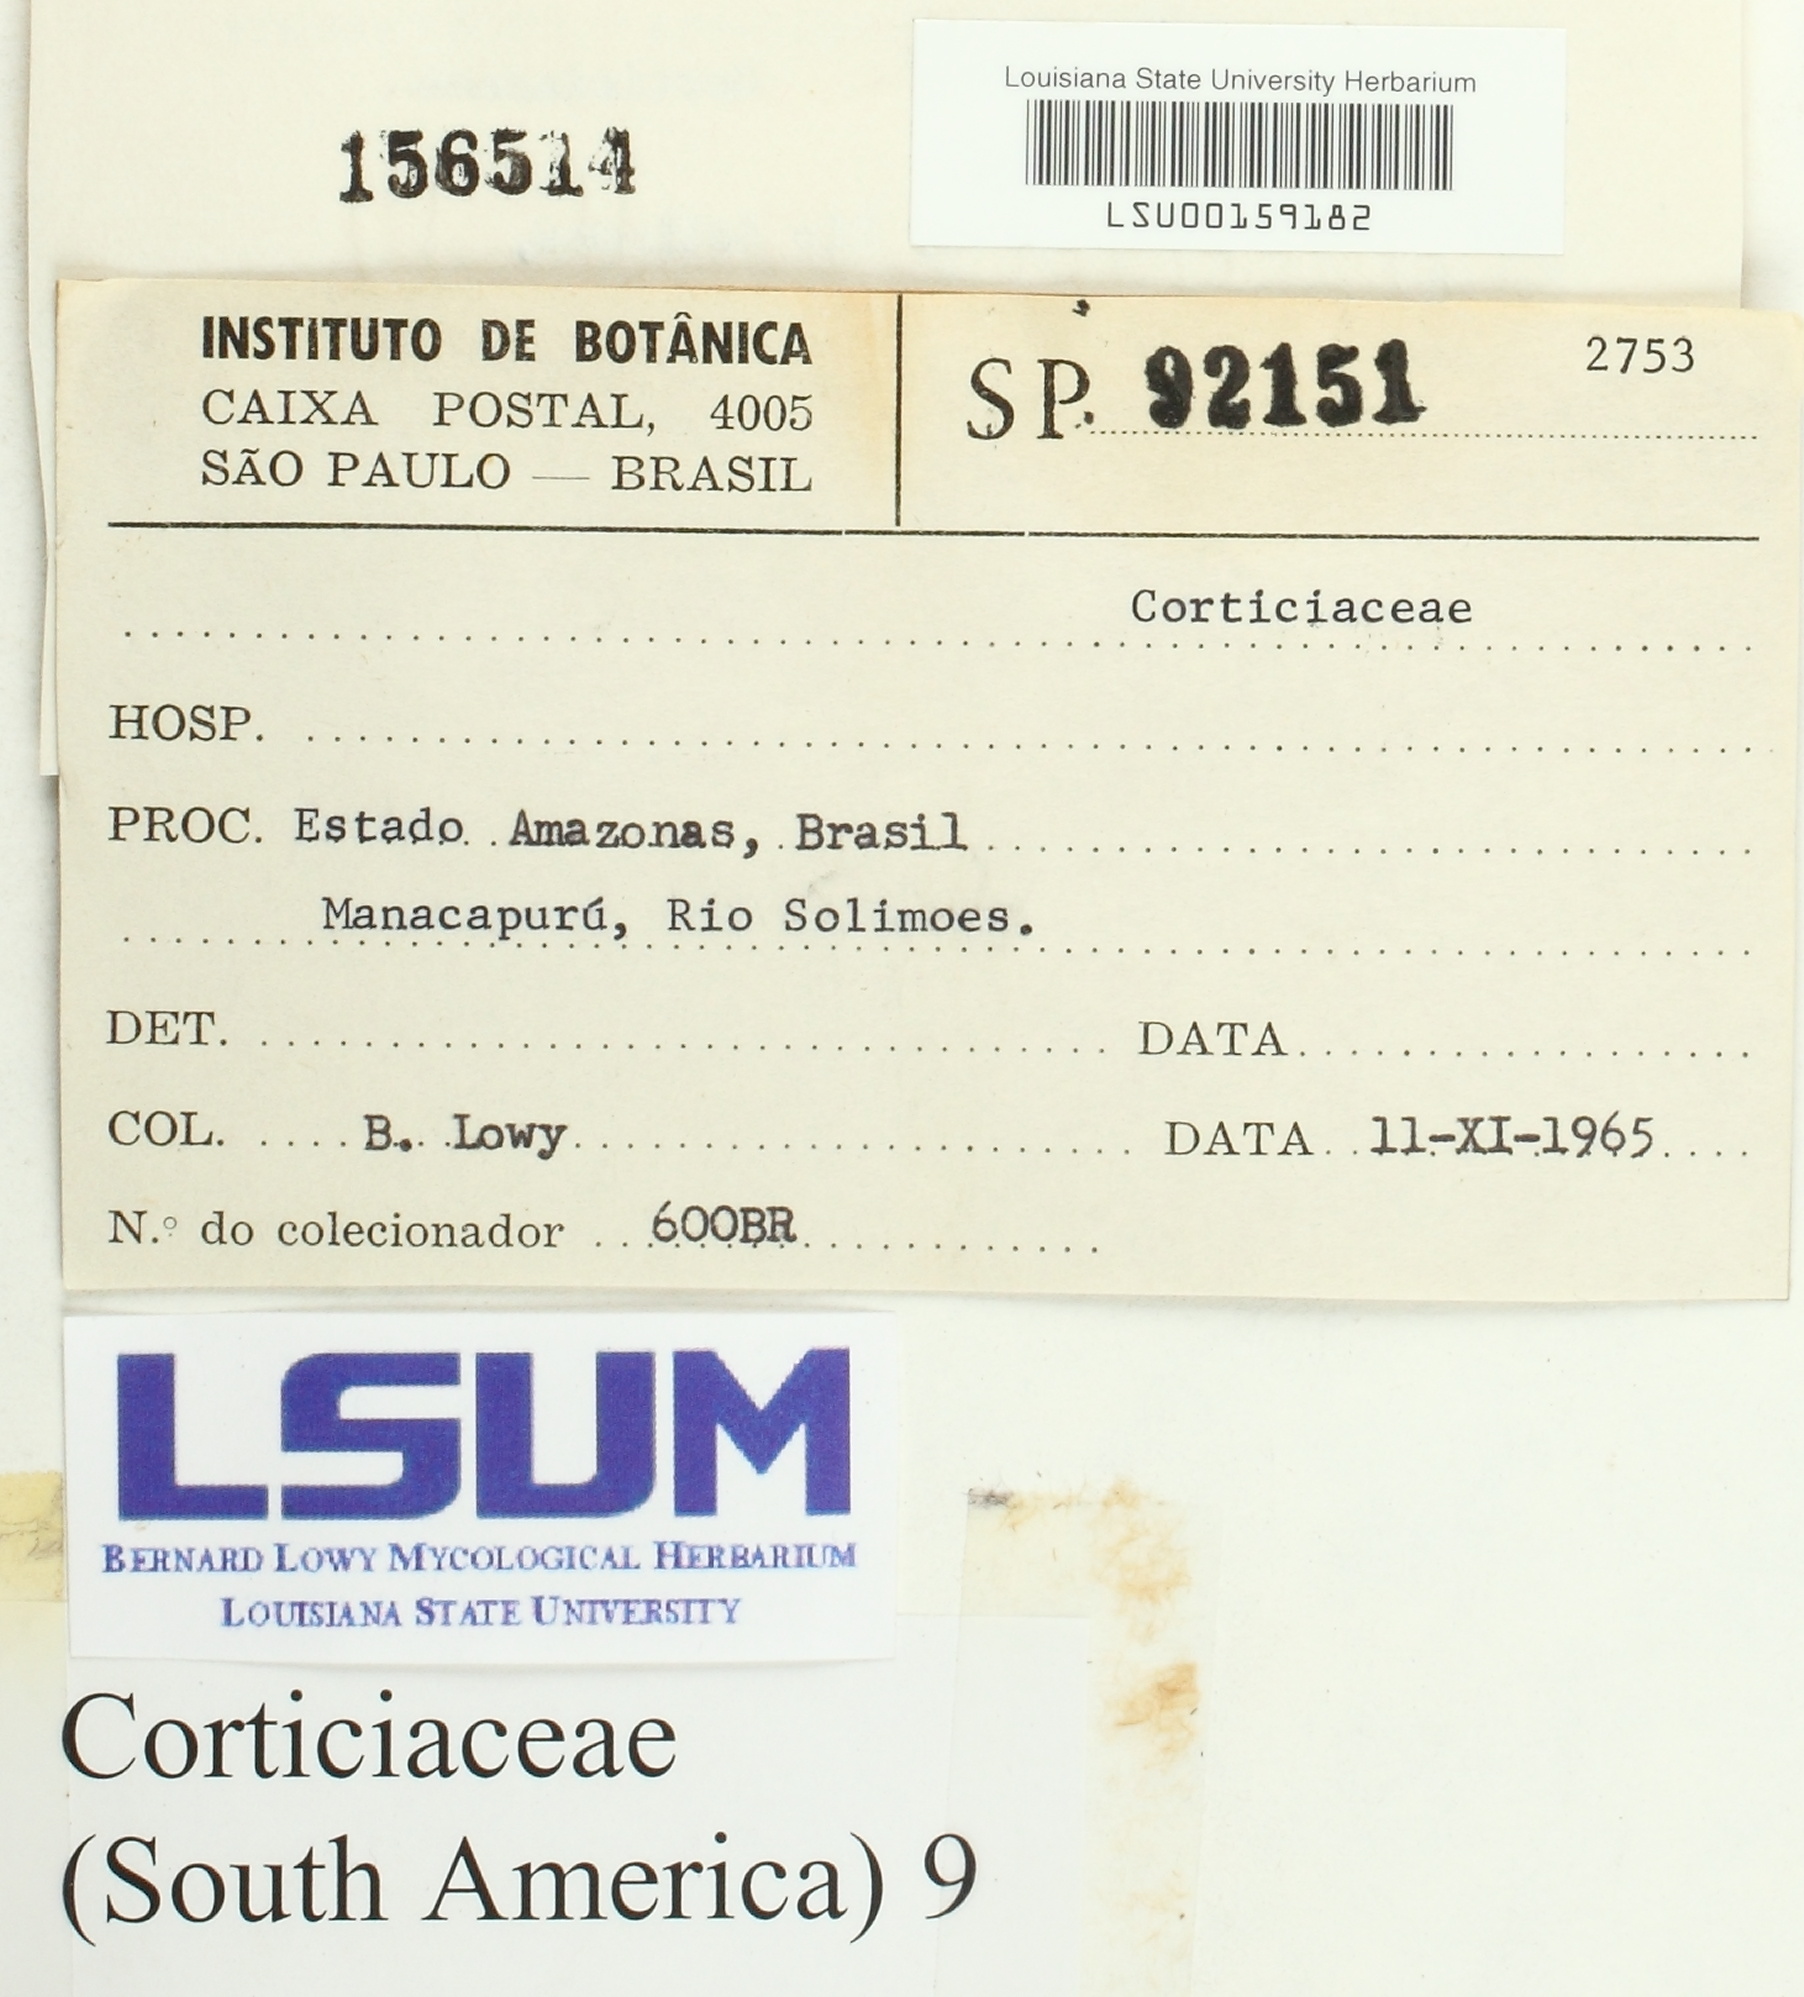 Louisiana State University Herbarium
LSU00159182
156514
INSTITUTO DE BOTÂNICA
CAIXA POSTAL, 4005
SÃO PAULO — BRASIL
SP. 92151
2753
Corticiaceae
HOSP.
PROC. Estado Amazonas, Brasil
Manacapurú, Rio Solimoes.
DET. DATA
COL. B. Lowy DATA 11-XI-1965
N.º do colecionador 600BR
LSUM
BERNARD LOWY MYCOLOGICAL HERBARIUM
LOUISIANA STATE UNIVERSITY
Corticiaceae
(South America) 9